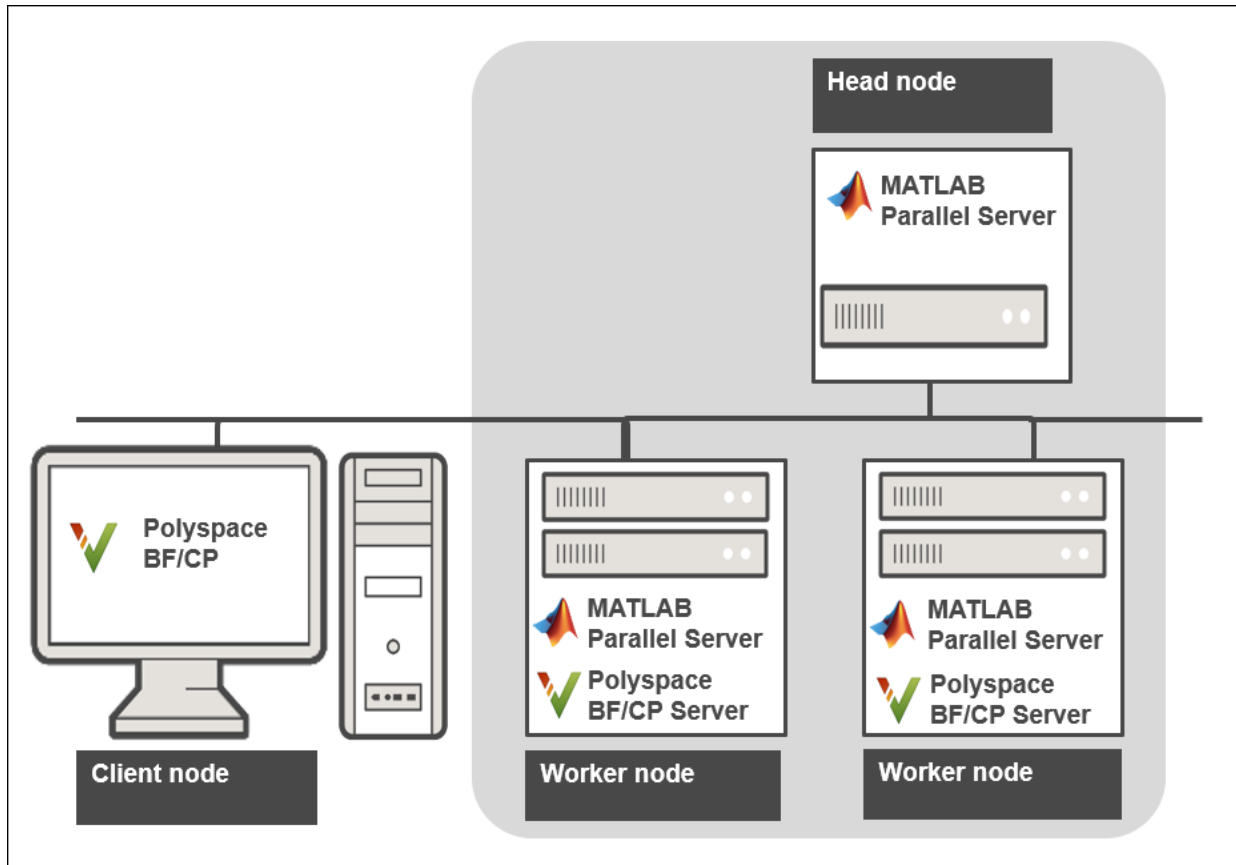 Head node
MATLAB
Parallel Server
Polyspace
BF/CP
MATLAB
Parallel Server
Polyspace
BF/CP Server
MATLAB
Parallel Server
Polyspace
BF/CP Server
Client node
Worker node
Worker node